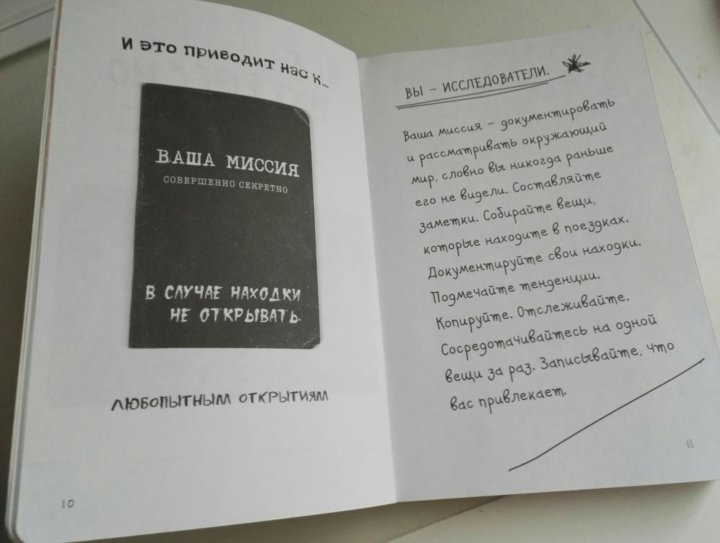 И это приводит нас к...
ВАША МИССИЯ
СОВЕРШЕННО СЕКРЕТНО
В СЛУЧАЕ НАХОДКИ
НЕ ОТКРЫВАТЬ.
ЛЮБОПЫТНЫМ ОТКРЫТИЯМ
10
ВЫ – ИССЛЕДОВАТЕЛИ.
Ваша миссия – документировать
и рассматривать окружающий
мир, словно вы никогда раньше
его не видели. Составляйте
заметки. Собирайте вещи,
которые находите в поездках.
Документируйте свои находки.
Подмечайте тенденции.
Копируйте. Отслеживайте.
Сосредотачивайтесь на одной
вещи за раз. Записывайте, что
вас привлекает.
11